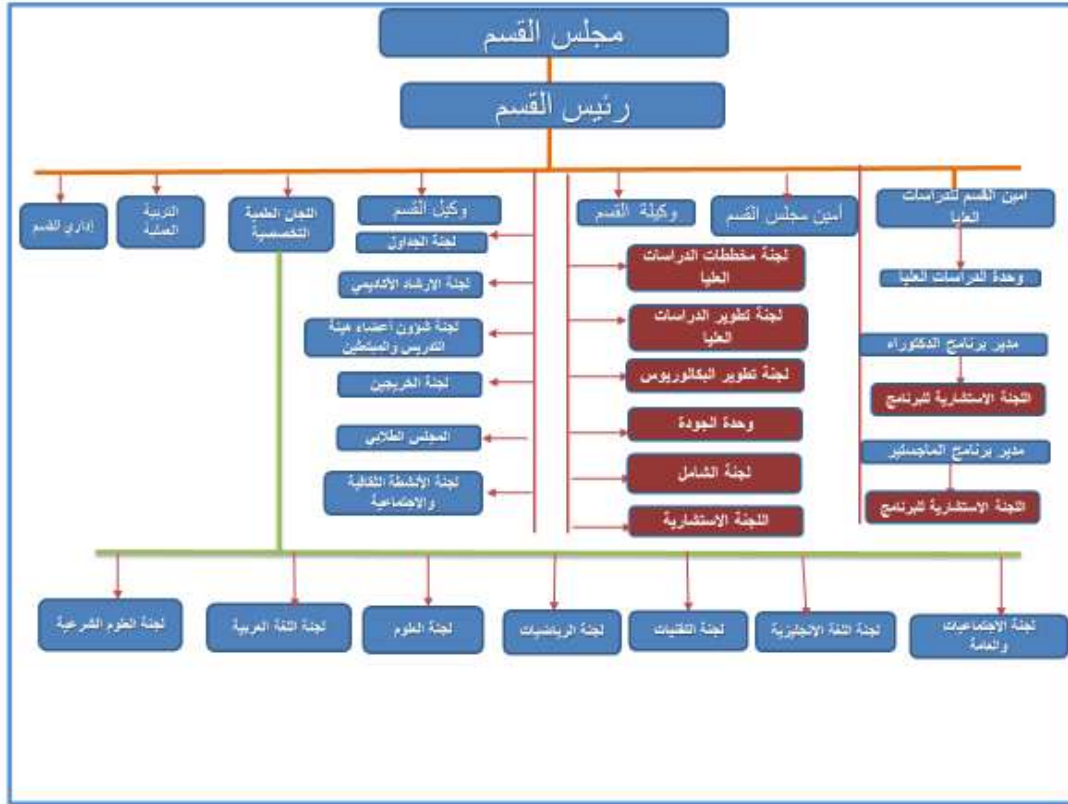 مجلس القسم
رئيس القسم
امين القسم للدراسات
العليا
أمين مجلس القسم
وكيلة القسم
وكيل القسم
اللجان العلمية
التخصصية
التربية
العملية
إداري القسم
وحدة الدراسات العليا
مدير برنامج الدكتوراه
اللجنة الاستشارية للبرنامج
مدير برنامج الماجستير
اللجنة الاستشارية للبرنامج
لجنة مخططات الدراسات
العليا
لجنة تطوير الدراسات
العليا
لجنة تطوير البكالوريوس
وحدة الجودة
لجنة الشامل
اللجنة الاستشارية
لجنة الجداول
لجنة الارشاد الأكاديمي
لجنة شؤون أعضاء هيئة
التدريس والمبتعثين
لجنة الخريجين
المجلس الطلابي
لجنة الأنشطة الثقافية
والاجتماعية
لجنة الاجتماعيات
والعامة
لجنة اللغة الإنجليزية
لجنة التقنيات
لجنة الرياضيات
لجنة العلوم
لجنة اللغة العربية
لجنة العلوم الشرعية